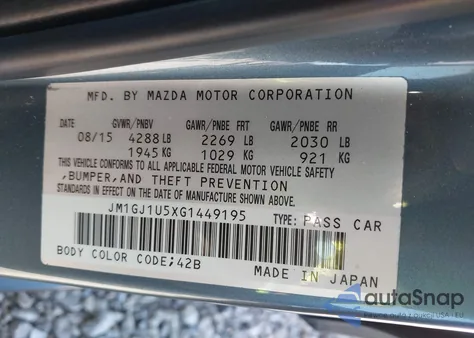 MFD. BY MAZDA MOTOR CORPORATION
DATE GVWR/PNBV GAWR/PNBE FRT GAWR/PNBE RR
08/15 4288 LB 2269 LB 2030 LB
1945 KG 1029 KG 921 KG
THIS VEHICLE CONFORMS TO ALL APPLICABLE FEDERAL MOTOR VEHICLE SAFETY
,BUMPER,AND THEFT PREVENTION
STANDARDS IN EFFECT ON THE DATE OF MANUFACTURE SHOWN ABOVE.
JM1GJ1U5XG1449195 TYPE: PASS CAR
BODY COLOR CODE;42B
MADE IN JAPAN
autoSnap